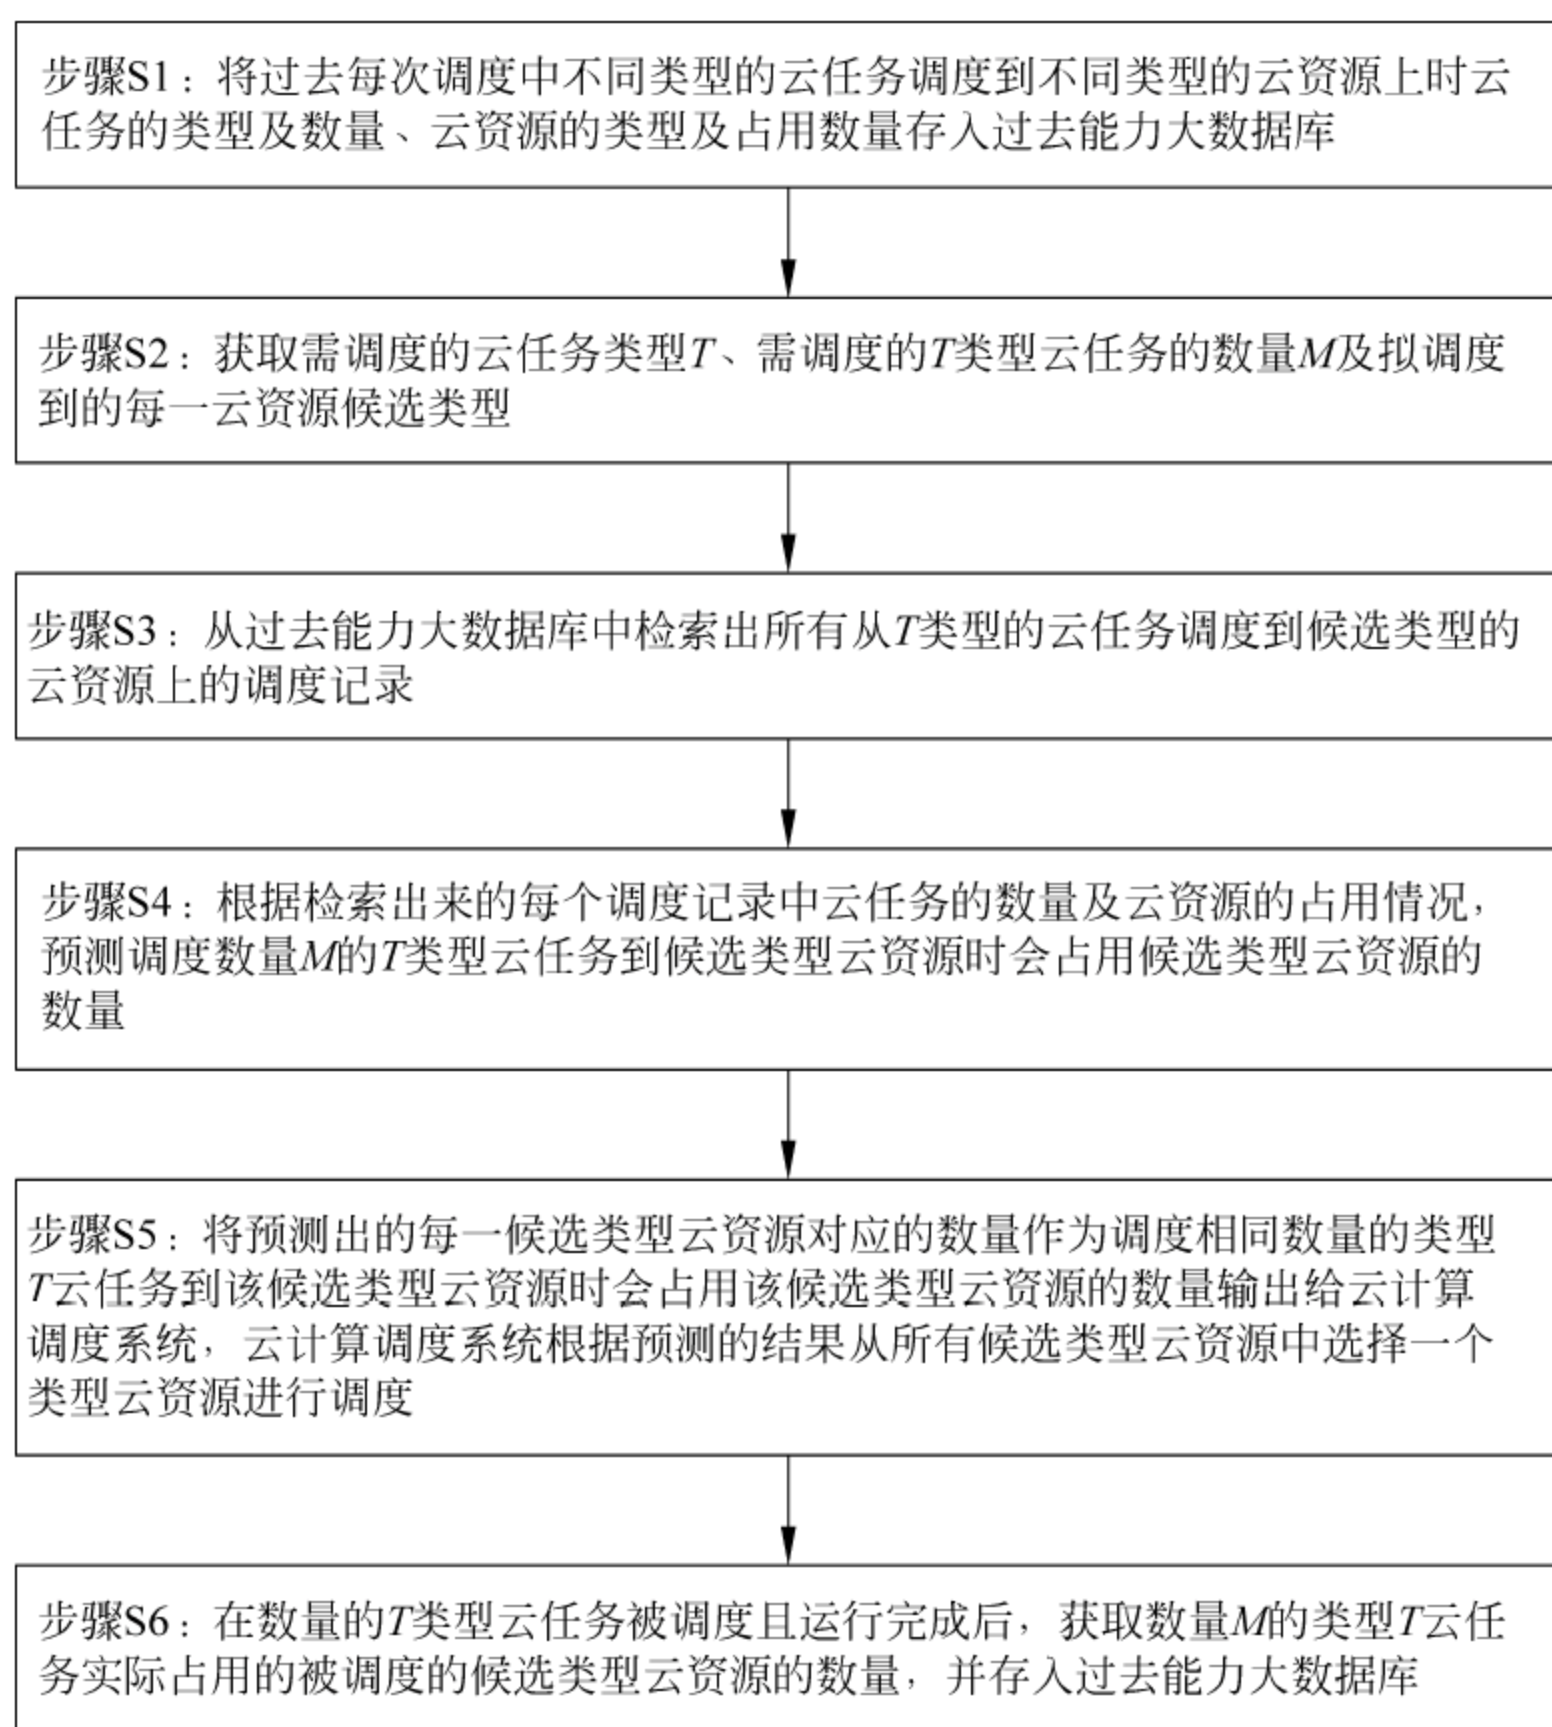 步骤S1：将过去每次调度中不同类型的云任务调度到不同类型的云资源上时云
任务的类型及数量、云资源的类型及占用数量存入过去能力大数据库
步骤S2：获取需调度的云任务类型T、需调度的T类型云任务的数量M及拟调度
到的每一云资源候选类型
步骤S3：从过去能力大数据库中检索出所有从T类型的云任务调度到候选类型的
云资源上的调度记录
步骤S4：根据检索出来的每个调度记录中云任务的数量及云资源的占用情况，
预测调度数量M的T类型云任务到候选类型云资源时会占用候选类型云资源的
数量
步骤S5：将预测出的每一候选类型云资源对应的数量作为调度相同数量的类型
T云任务到该候选类型云资源时会占用该候选类型云资源的数量输出给云计算
调度系统，云计算调度系统根据预测的结果从所有候选类型云资源中选择一个
类型云资源进行调度
步骤S6：在数量的T类型云任务被调度且运行完成后，获取数量M的类型T云任
务实际占用的被调度的候选类型云资源的数量，并存入过去能力大数据库